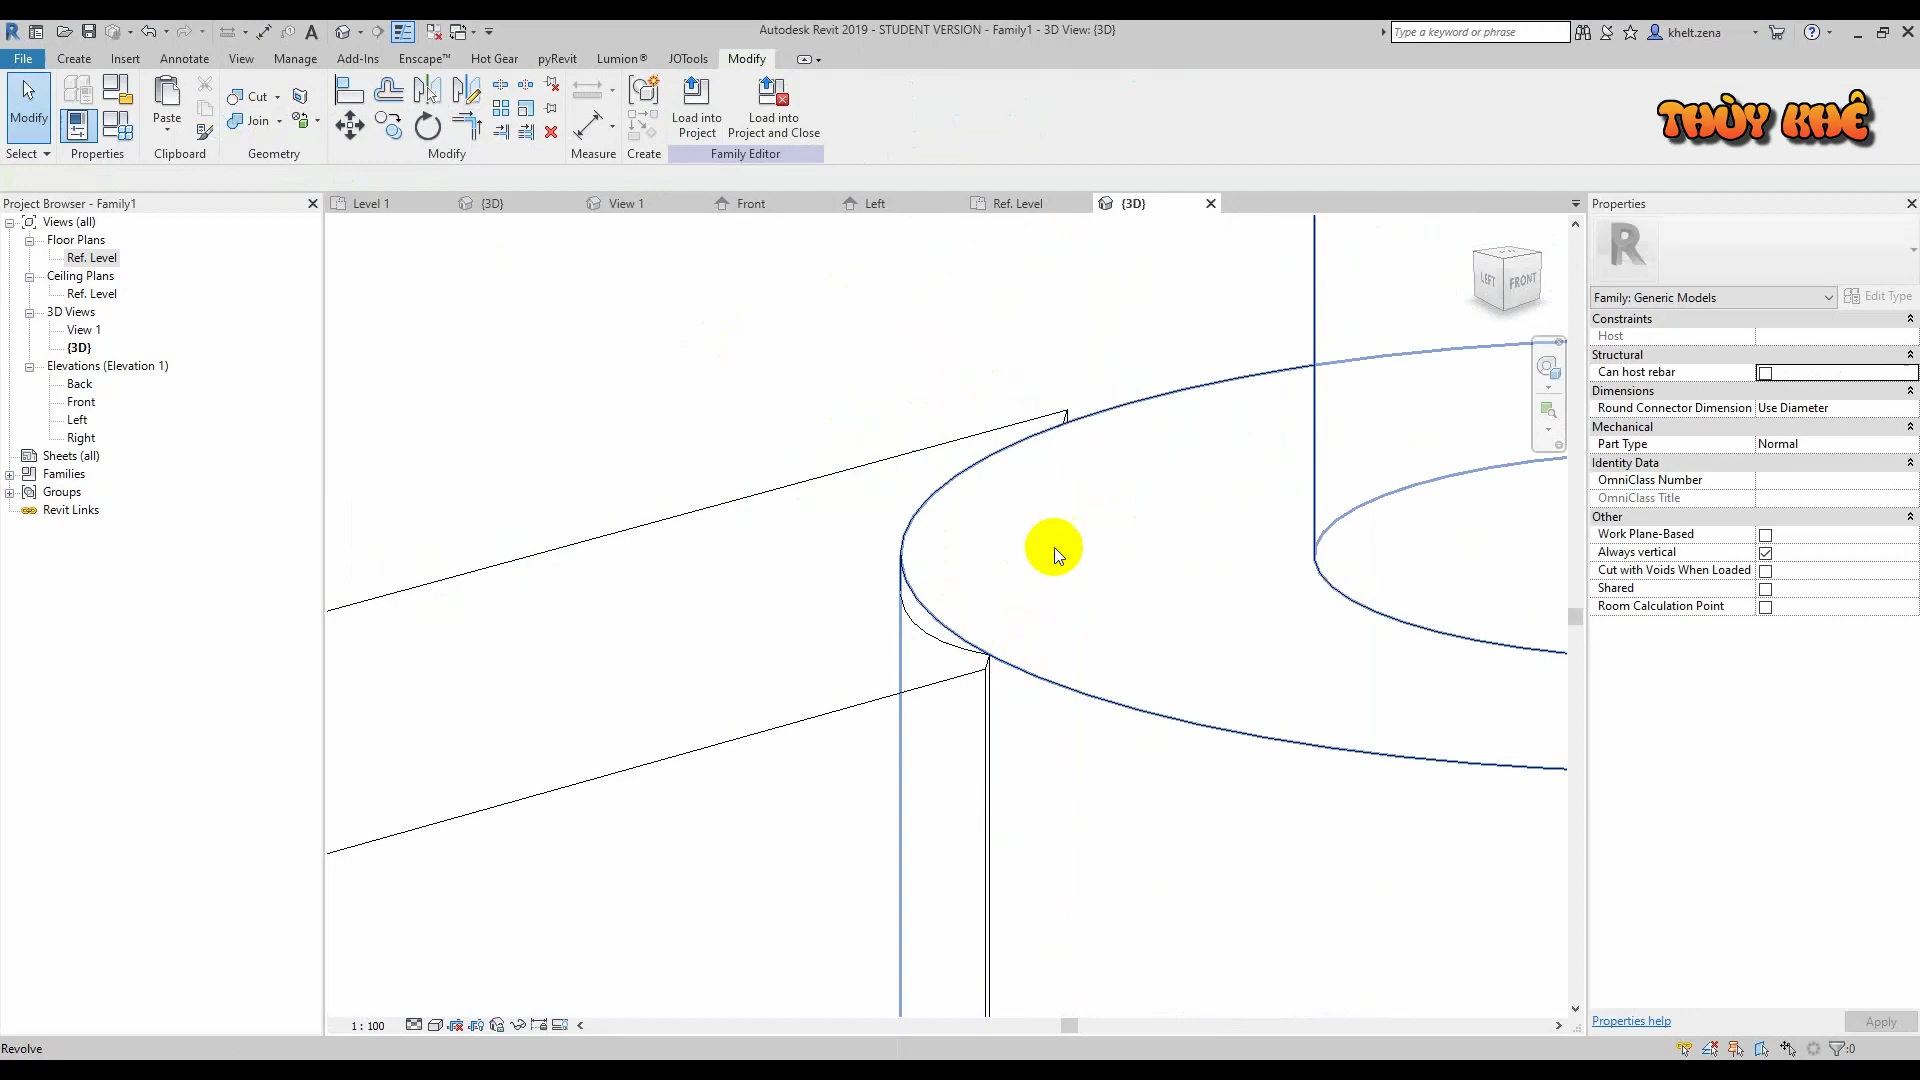 Autodesk Revit 2019 - STUDENT VERSION - Family1 - 3D View: {3D}
Type a keyword or phrase
khelt.zena
File Create Insert Annotate View Manage Add-Ins Enscape™ Hot Gear pyRevit Lumion® JOTools Modify
Modify
Paste
Cut
Join
Load into Project
Load into Project and Close
Select Properties Clipboard Geometry Modify Measure Create Family Editor
THÙY KHÊ
Project Browser - Family1
Level 1 {3D} View 1 Front Left Ref. Level {3D}
Properties
Views (all)
Floor Plans
Ref. Level
Ceiling Plans
Ref. Level
3D Views
View 1
{3D}
Elevations (Elevation 1)
Back
Front
Left
Right
Sheets (all)
Families
Groups
Revit Links
LEFT FRONT
Family: Generic Models
Edit Type
Constraints
Host
Structural
Can host rebar
Dimensions
Round Connector Dimension Use Diameter
Mechanical
Part Type Normal
Identity Data
OmniClass Number
OmniClass Title
Other
Work Plane-Based
Always vertical
Cut with Voids When Loaded
Shared
Room Calculation Point
Properties help
Apply
1 : 100
Revolve
:0